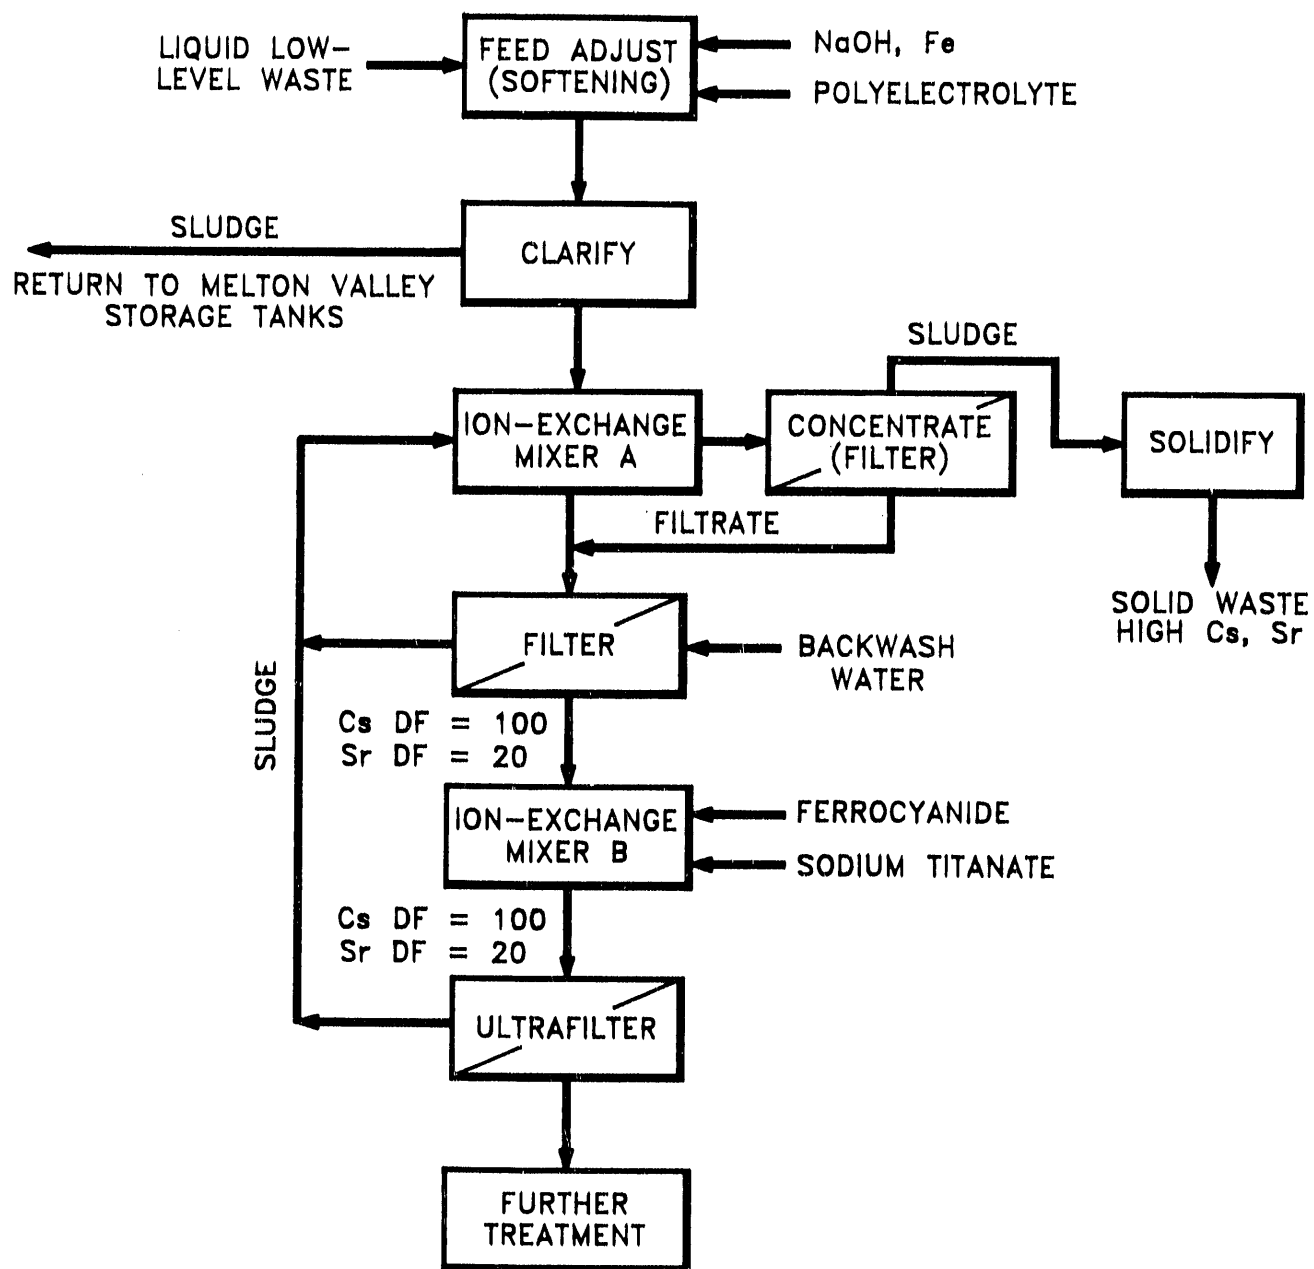 LIQUID LOW-
LEVEL WASTE
FEED ADJUST
(SOFTENING)
NaOH, Fe
POLYELECTROLYTE
SLUDGE
RETURN TO MELTON VALLEY
STORAGE TANKS
CLARIFY
SLUDGE
ION-EXCHANGE
MIXER A
CONCENTRATE
(FILTER)
SOLIDIFY
FILTRATE
SOLID WASTE
HIGH Cs, Sr
FILTER
BACKWASH
WATER
SLUDGE
Cs DF = 100
Sr DF = 20
ION-EXCHANGE
MIXER B
FERROCYANIDE
SODIUM TITANATE
Cs DF = 100
Sr DF = 20
ULTRAFILTER
FURTHER
TREATMENT